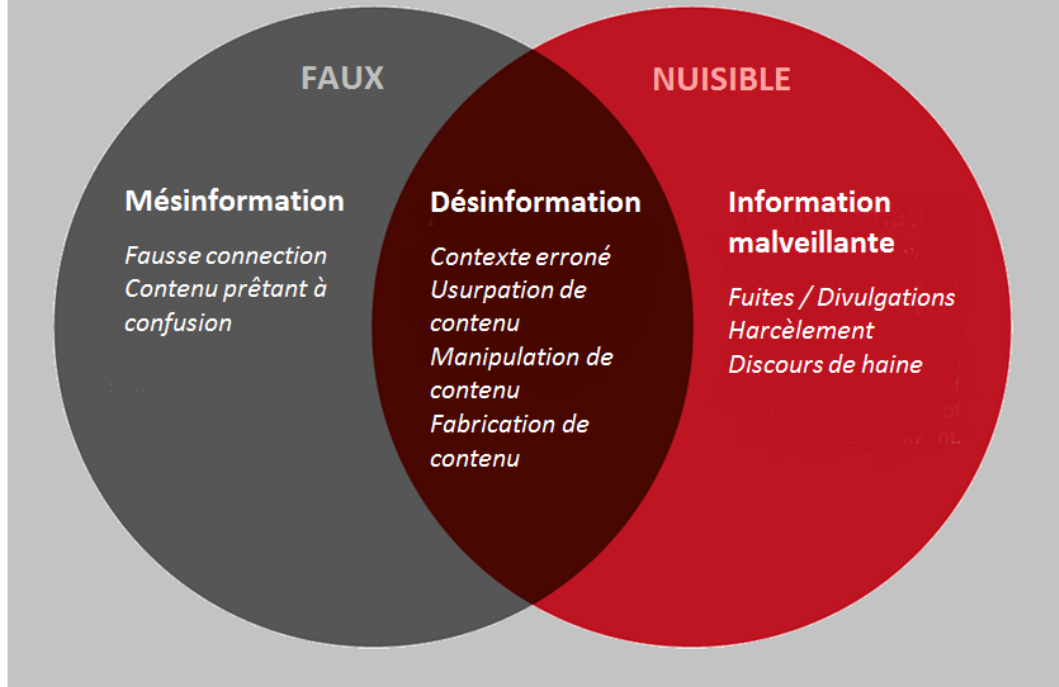 FAUX
NUISIBLE
Mésinformation
Fausse connection
Contenu prêtant à
confusion
Désinformation
Contexte erroné
Usurpation de
contenu
Manipulation de
contenu
Fabrication de
contenu
Information
malveillante
Fuites / Divulgations
Harcèlement
Discours de haine
of